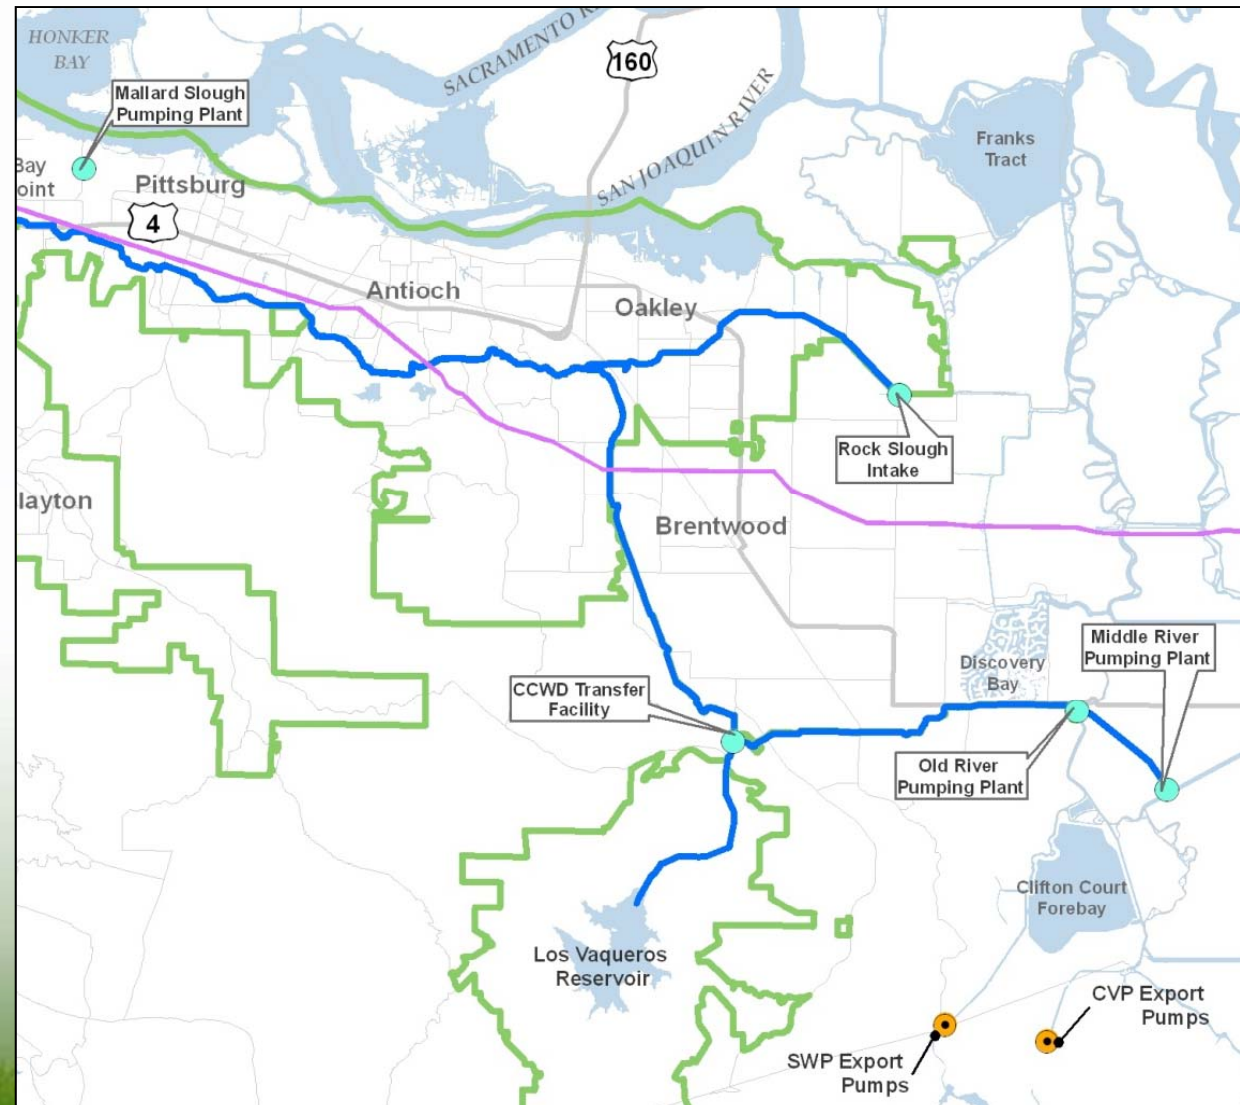 HONKER
BAY
SACRAMENTO R
160
Mallard Slough
Pumping Plant
SAN JOAQUIN RIVER
Franks
Tract
Bay
oint
Pittsburg
4
Antioch
Oakley
Rock Slough
Intake
layton
Brentwood
Middle River
Pumping Plant
Discovery
Bay
CCWD Transfer
Facility
Old River
Pumping Plant
Clifton Court
Forebay
Los Vaqueros
Reservoir
CVP Export
Pumps
SWP Export
Pumps